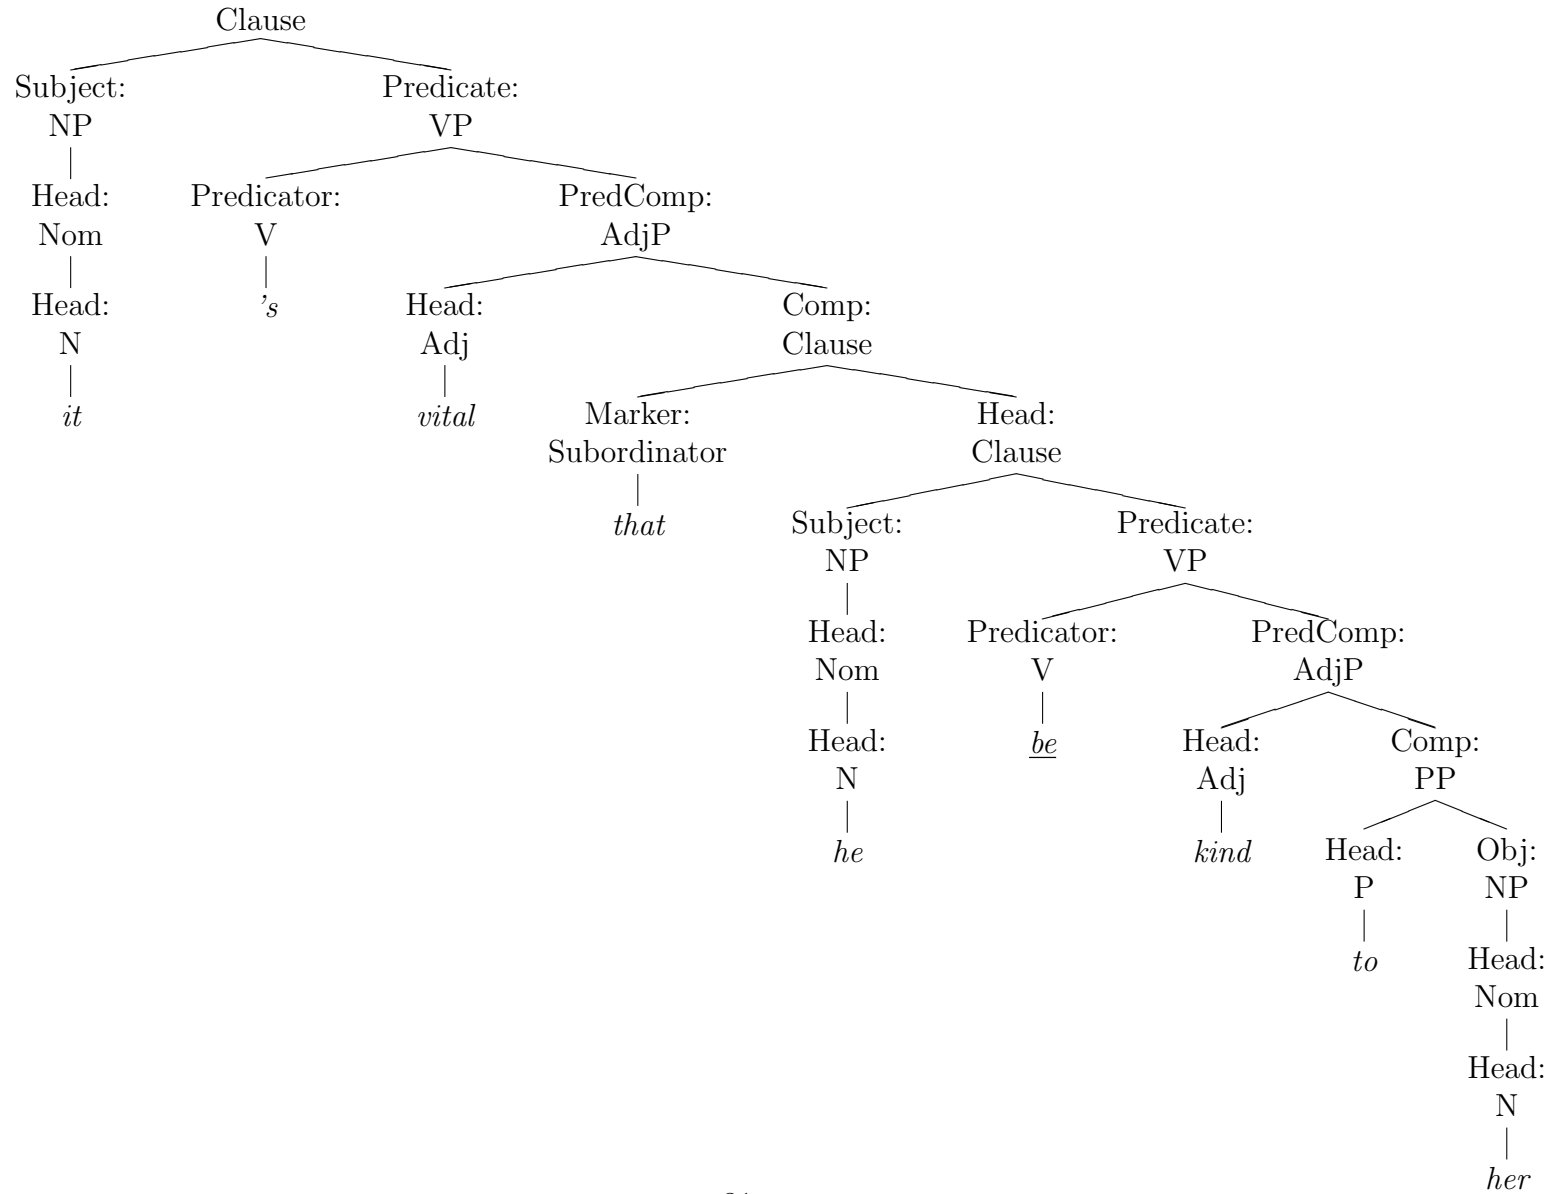 Clause
Subject: Predicate:
NP VP
Head: Predicator: PredComp:
Nom V AdjP
Head: 's Head: Comp:
N Adj Clause
it vital Marker: Head:
Subordinator Clause
that Subject: Predicate:
NP VP
Head: Predicator: PredComp:
Nom V AdjP
Head: be Head: Comp:
N Adj PP
he kind Head: Obj:
P NP
to Head:
Nom
Head:
N
her